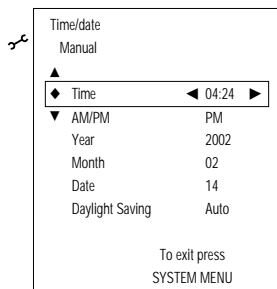 Time/date
Manual
Time 04:24
AM/PM PM
Year 2002
Month 02
Date 14
Daylight Saving Auto
To exit press
SYSTEM MENU